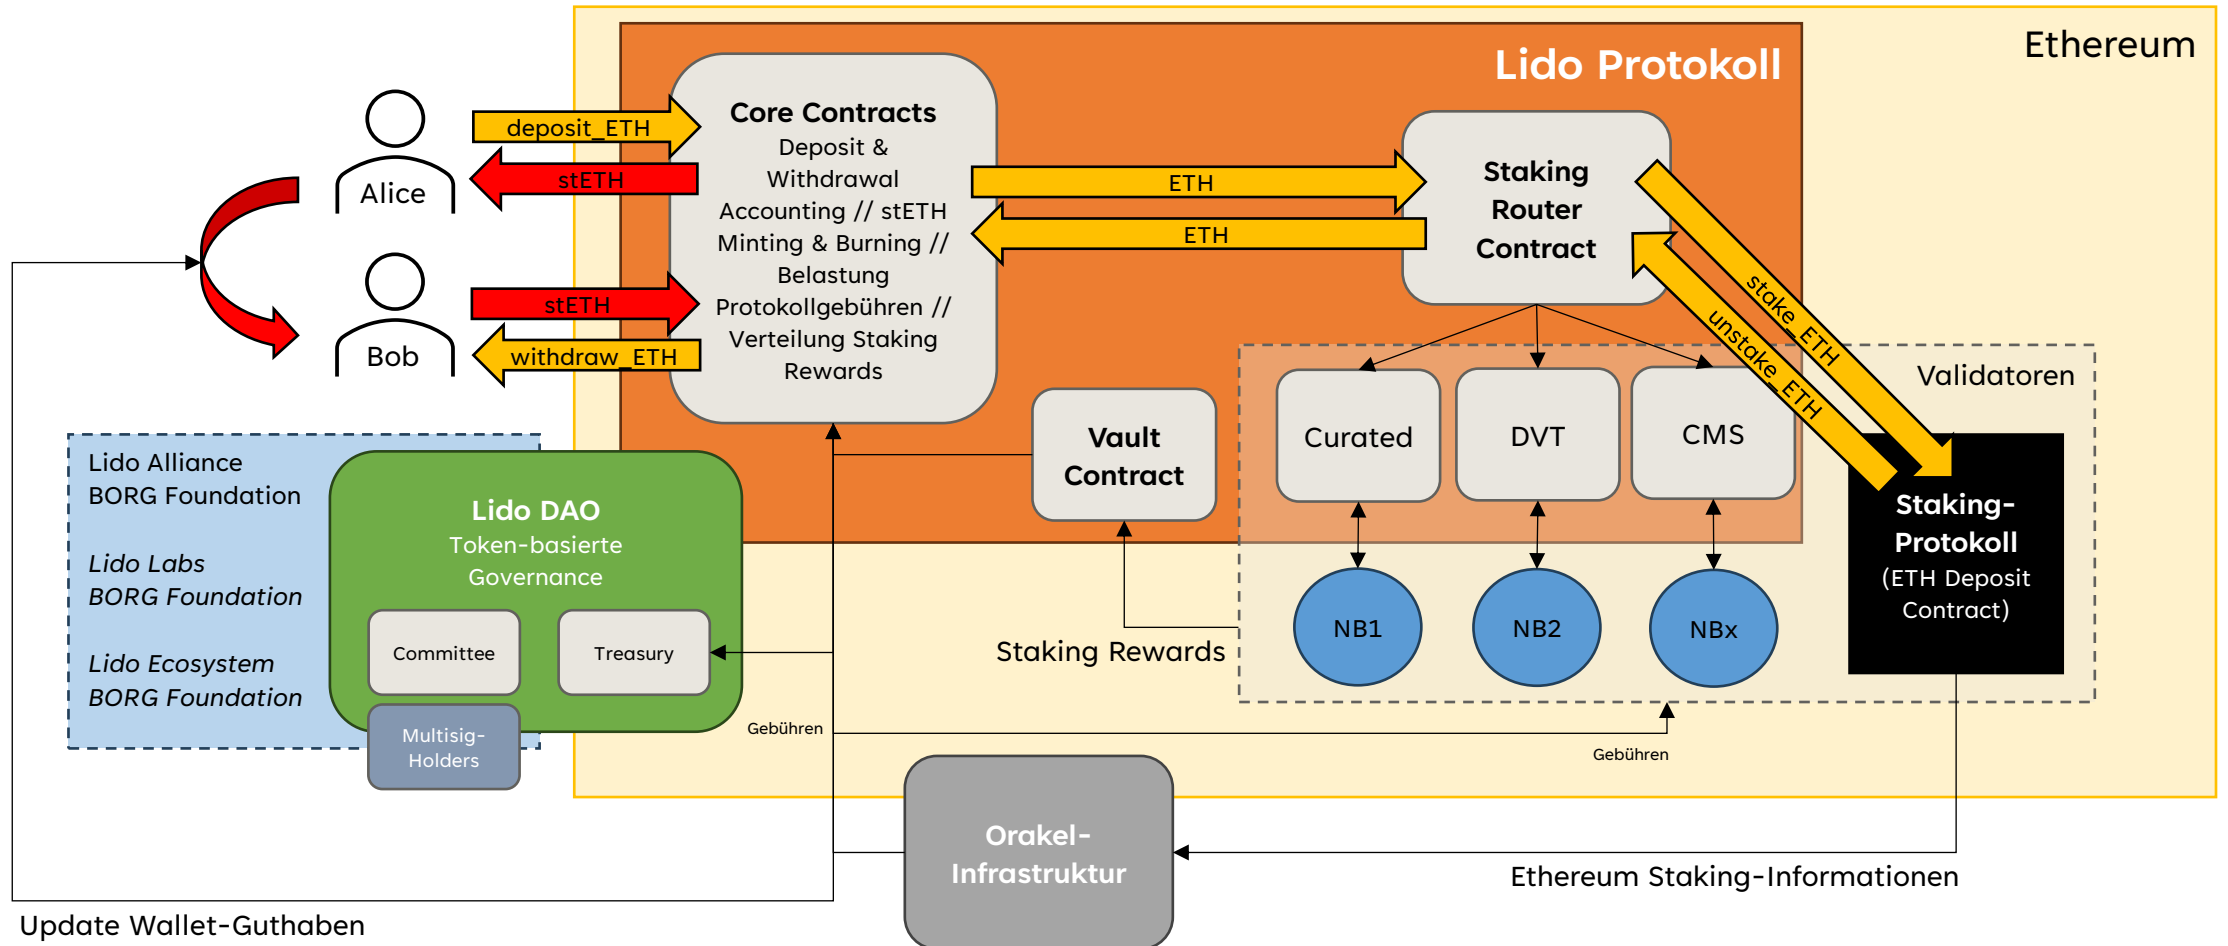 Ethereum
Lido Protokoll
Core Contracts
Deposit &
Withdrawal
Accounting // stETH
Minting & Burning //
Belastung
Protokollgebühren //
Verteilung Staking
Rewards
deposit_ETH
stETH
Alice
stETH
withdraw_ETH
Bob
ETH
ETH
Staking
Router
Contract
stake_ETH
unstake_ETH
Validatoren
Vault
Contract
Curated
DVT
CMS
NB1
NB2
NBx
Staking-
Protokoll
(ETH Deposit
Contract)
Staking Rewards
Lido Alliance
BORG Foundation
Lido Labs
BORG Foundation
Lido Ecosystem
BORG Foundation
Lido DAO
Token-basierte
Governance
Committee
Treasury
Multisig-
Holders
Gebühren
Gebühren
Orakel-
Infrastruktur
Ethereum Staking-Informationen
Update Wallet-Guthaben